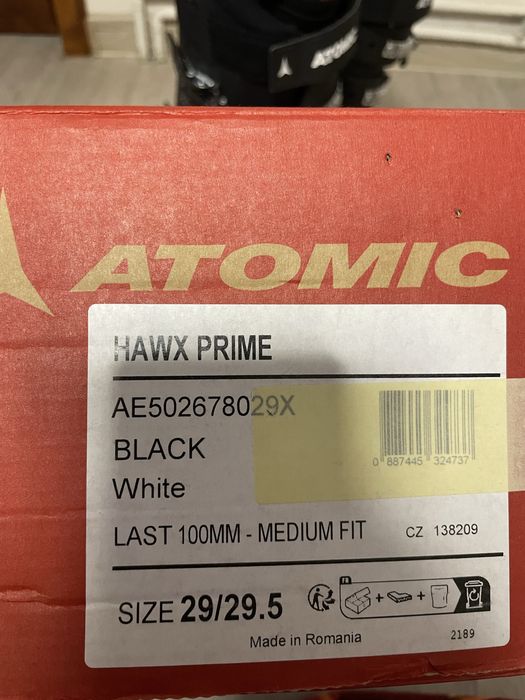 ATOMIC
ATOMIC
HAWX PRIME
AE502678029X
BLACK
White
0 887445 324737
LAST 100MM - MEDIUM FIT CZ 138209
SIZE 29/29.5
FR
Made in Romania 2189